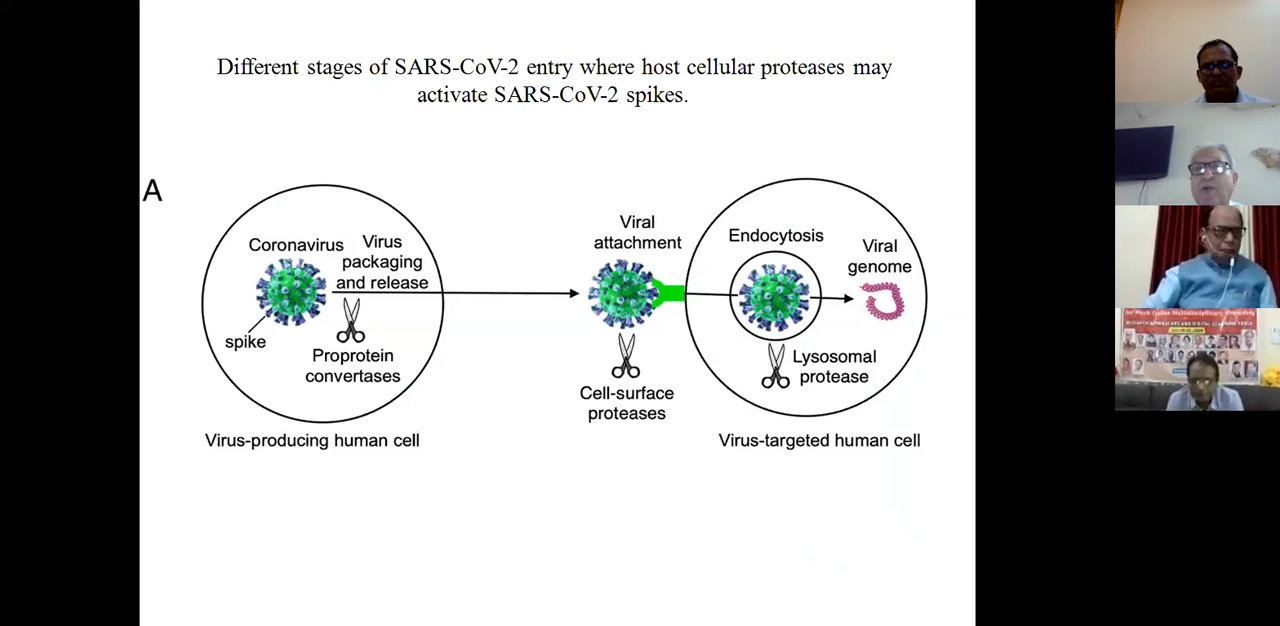 Different stages of SARS-CoV-2 entry where host cellular proteases may
activate SARS-CoV-2 spikes.
A
Coronavirus
Virus
packaging
and release
spike
Proprotein
convertases
Virus-producing human cell
Viral
attachment
Cell-surface
proteases
Endocytosis
Viral
genome
Lysosomal
protease
Virus-targeted human cell